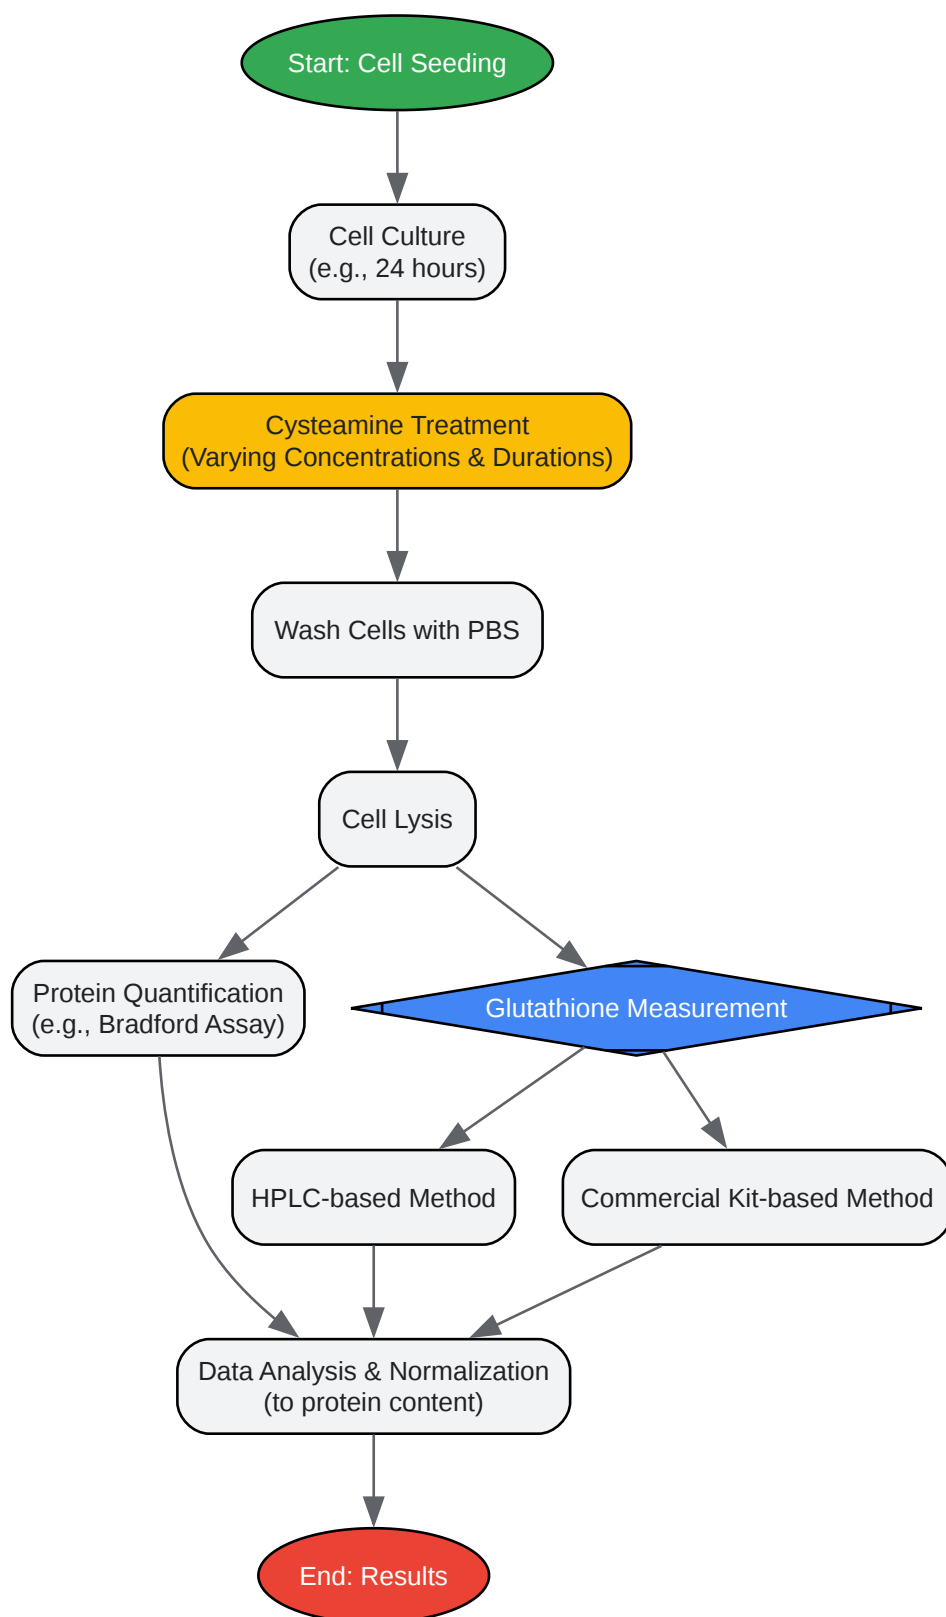 Start: Cell Seeding
Cell Culture
(e.g., 24 hours)
Cysteamine Treatment
(Varying Concentrations & Durations)
Wash Cells with PBS
Cell Lysis
Protein Quantification
(e.g., Bradford Assay)
Glutathione Measurement
HPLC-based Method
Commercial Kit-based Method
Data Analysis & Normalization
(to protein content)
End: Results